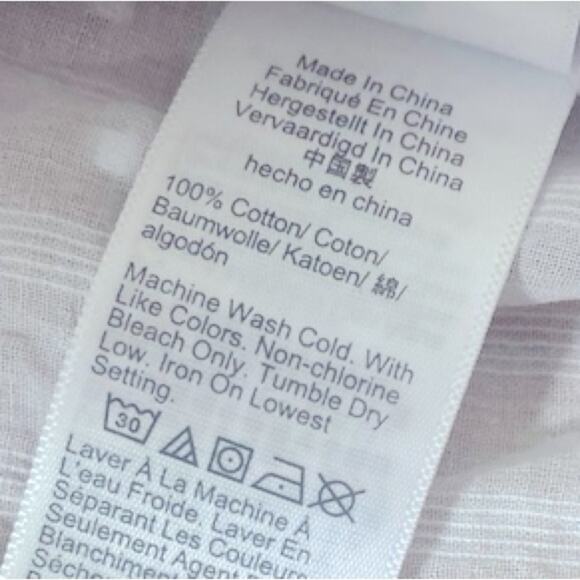 Made In China
Fabriqué En Chine
Hergestellt In China
Vervaardigd In China
中国製
hecho en china
100% Cotton/ Coton/
Baumwolle/ Katoen/ 綿/
algodón
Machine Wash Cold. With
Like Colors. Non-chlorine
Bleach Only. Tumble Dry
Low. Iron On Lowest
Setting.
30
Laver À La Machine À
L'eau Froide. Laver En
Séparant Les Couleurs
Seulement Agent
Blanchiment